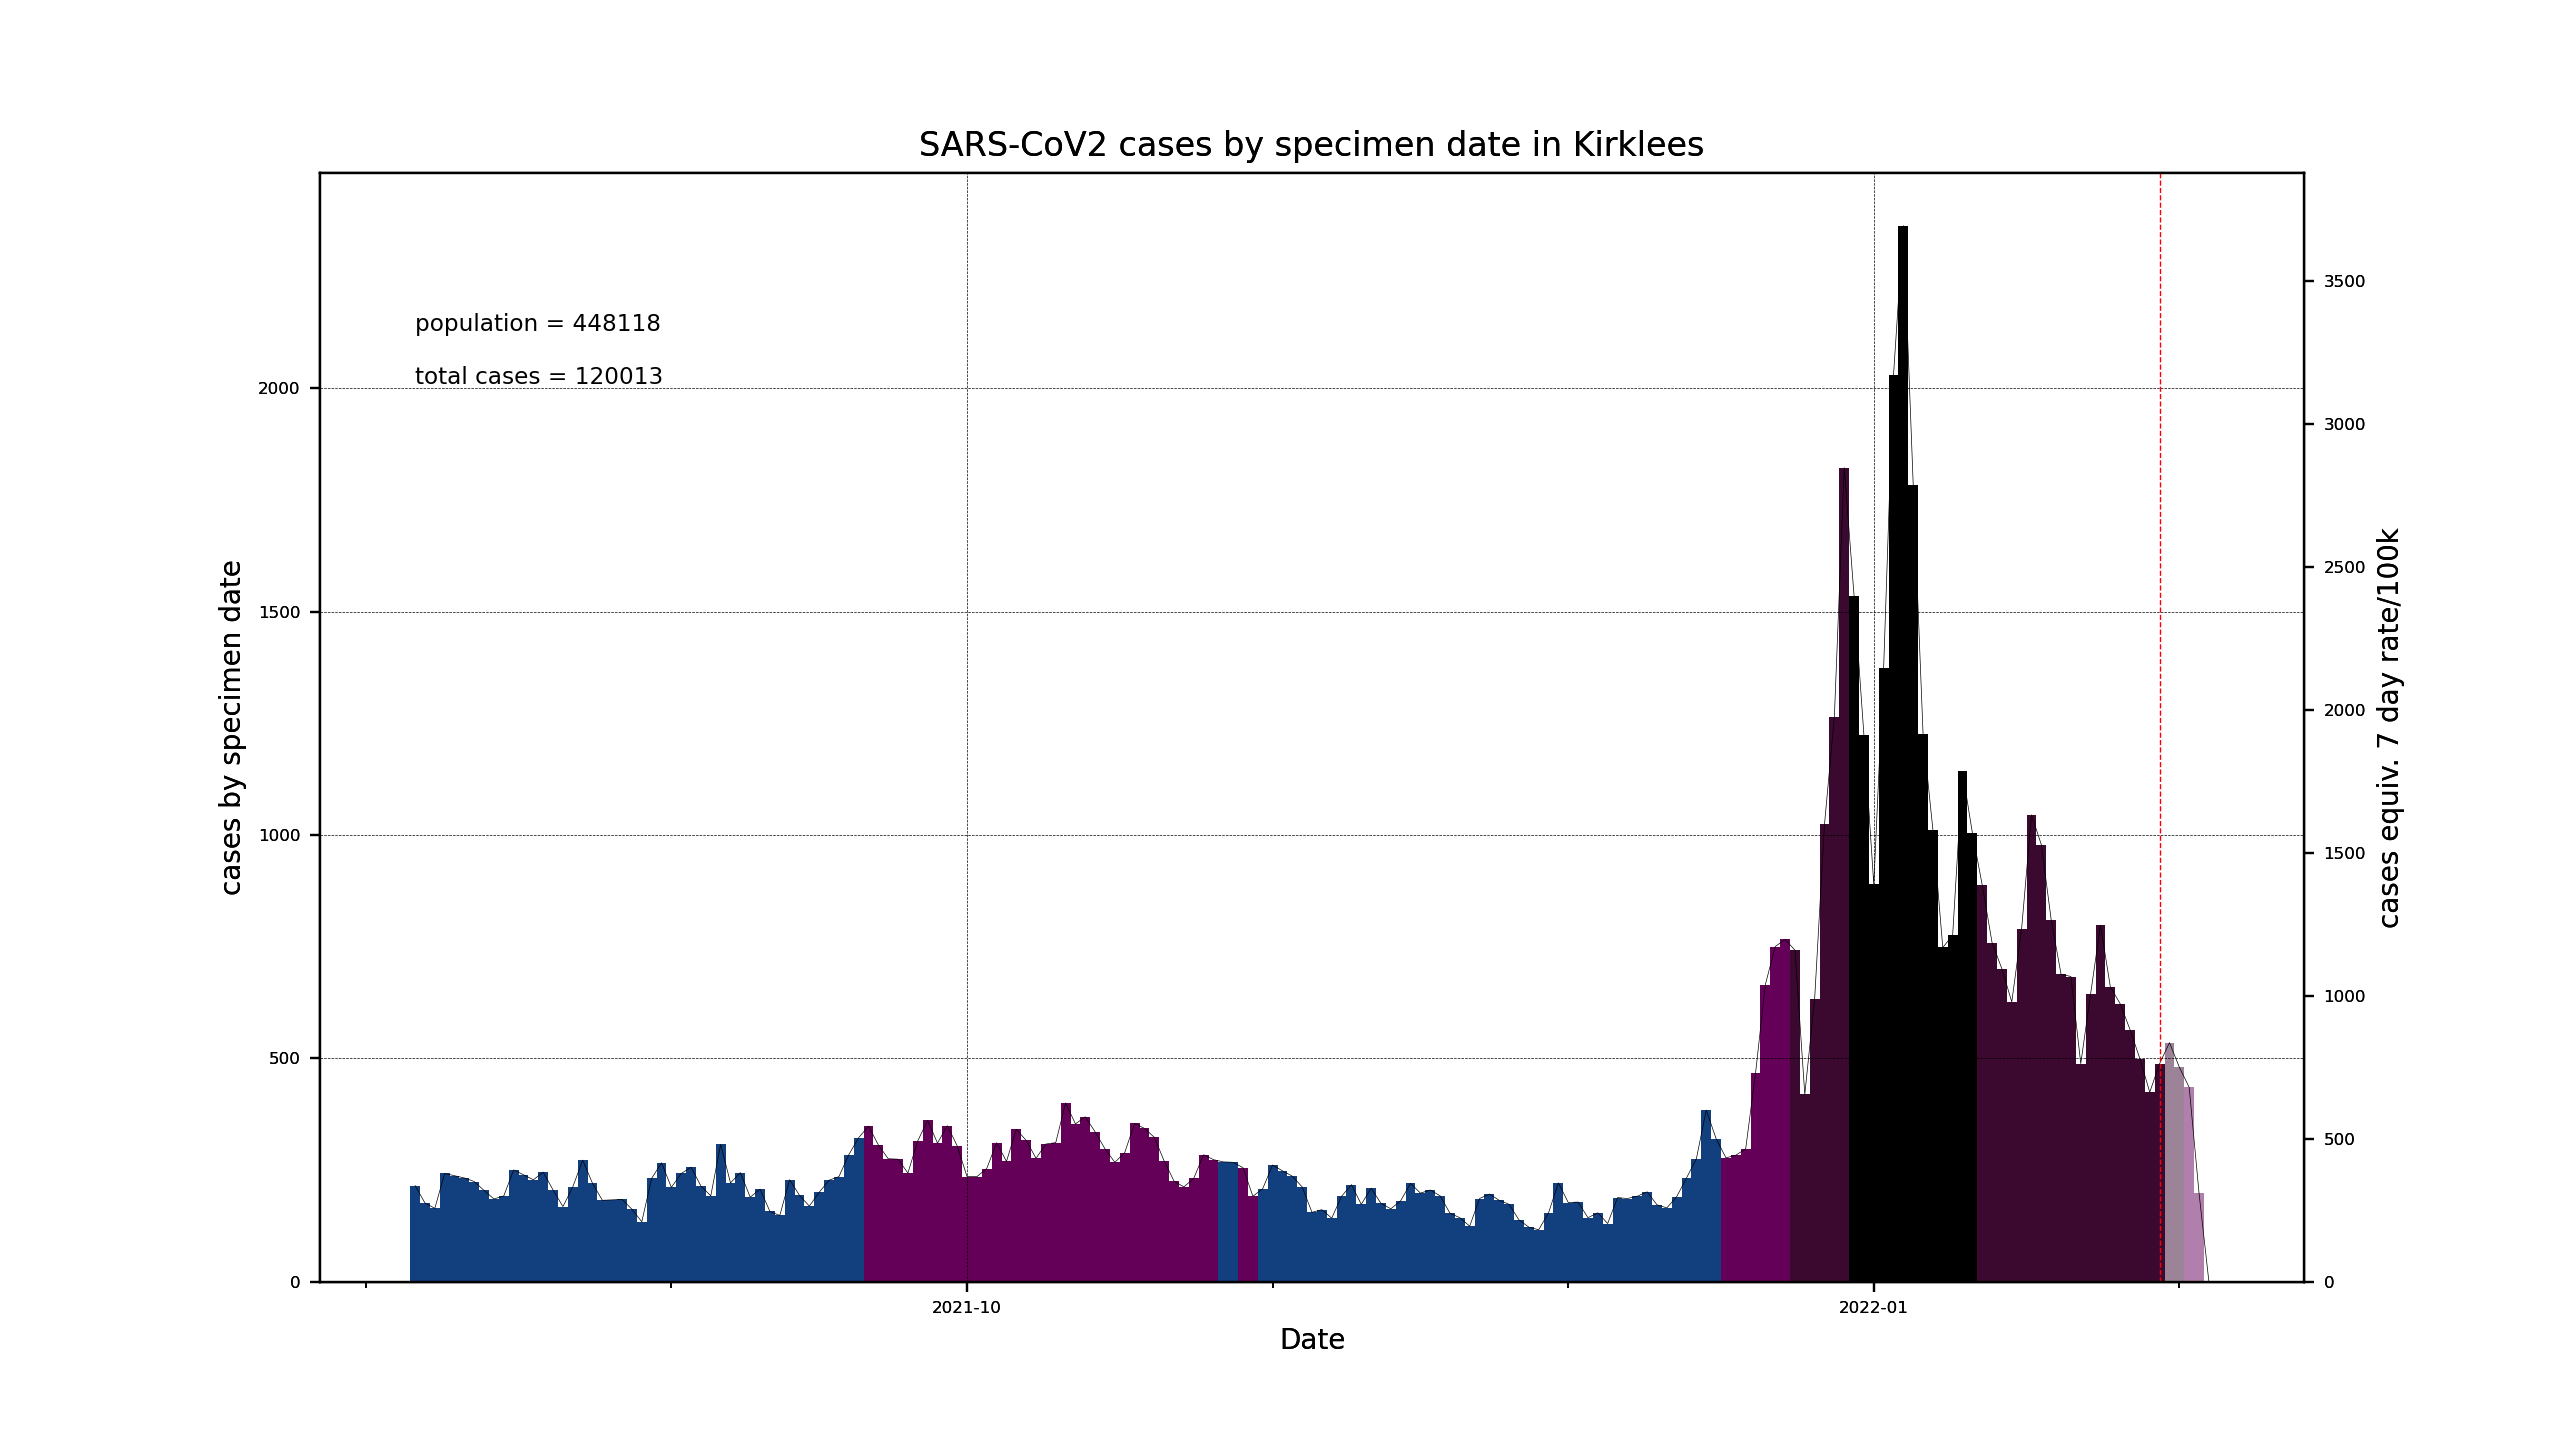 SARS-CoV2 cases by specimen date in Kirklees
population = 448118
total cases = 120013
cases by specimen date
2000
1500
1000
500
0
3500
3000
2500
2000
1500
1000
500
0
cases equiv. 7 day rate/100k
2021-10
2022-01
Date